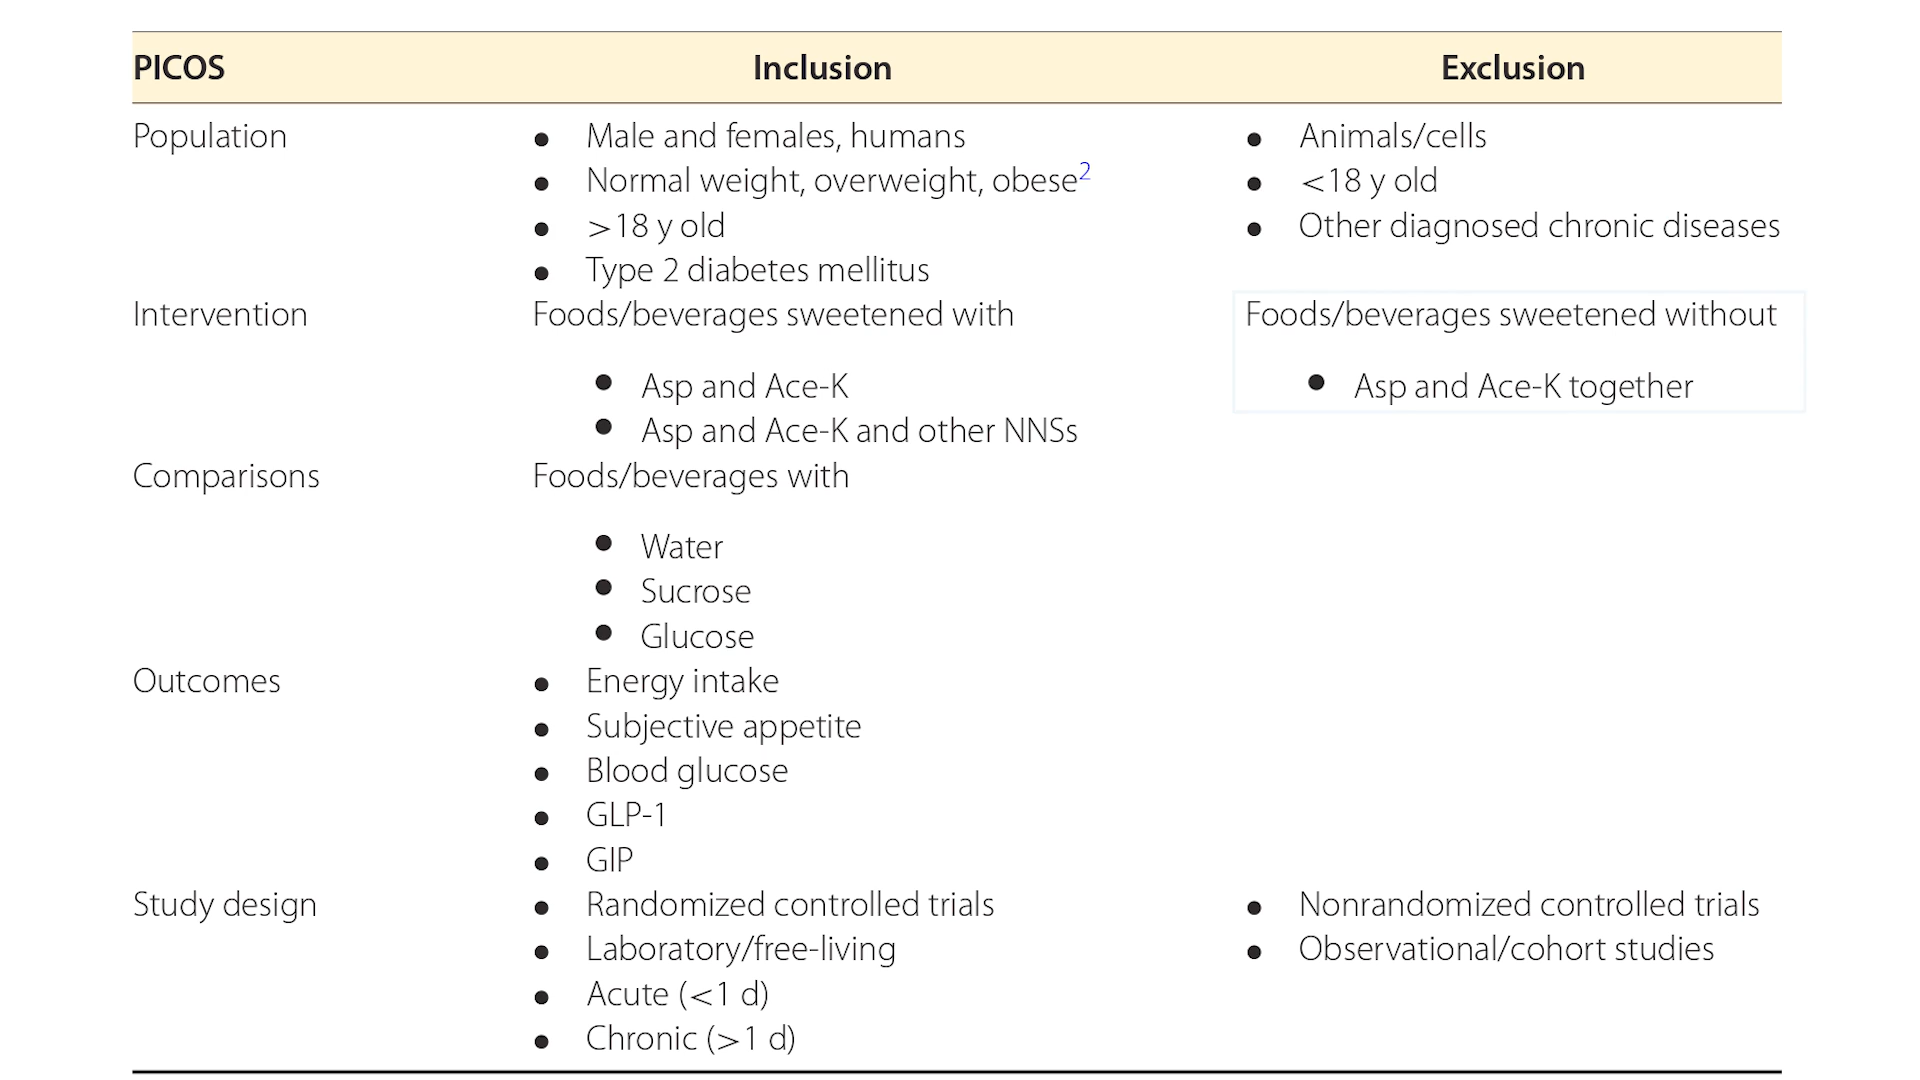 PICOS Inclusion Exclusion
Population • Male and females, humans • Animals/cells
• Normal weight, overweight, obese2 • <18 y old
• >18 y old • Other diagnosed chronic diseases
• Type 2 diabetes mellitus
Intervention Foods/beverages sweetened with Foods/beverages sweetened without
• Asp and Ace-K • Asp and Ace-K together
• Asp and Ace-K and other NNSs
Comparisons Foods/beverages with
• Water
• Sucrose
• Glucose
Outcomes • Energy intake
• Subjective appetite
• Blood glucose
• GLP-1
• GIP
Study design • Randomized controlled trials • Nonrandomized controlled trials
• Laboratory/free-living • Observational/cohort studies
• Acute (<1 d)
• Chronic (>1 d)